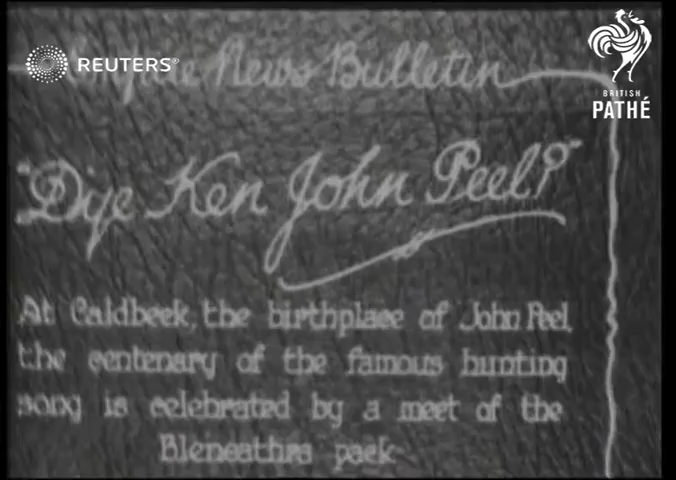 REUTERS
BRITISH
PATHÉ
News Bulletin
"D'ye Ken John Peel?"
At Caldbeck, the birthplace of John Peel,
the centenary of the famous hunting
song is celebrated by a meet of the
Blencathra pack